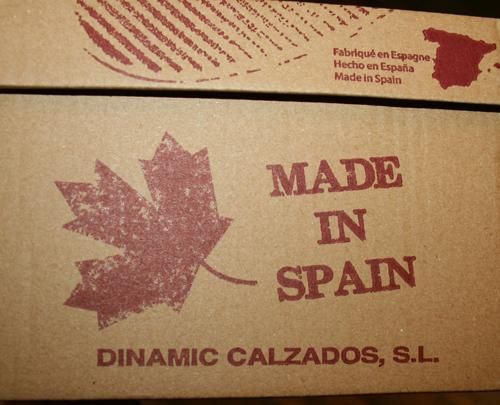 Fabriqué en Espagne
Hecho en España
Made in Spain
MADE
IN
SPAIN
DINAMIC CALZADOS, S.L.